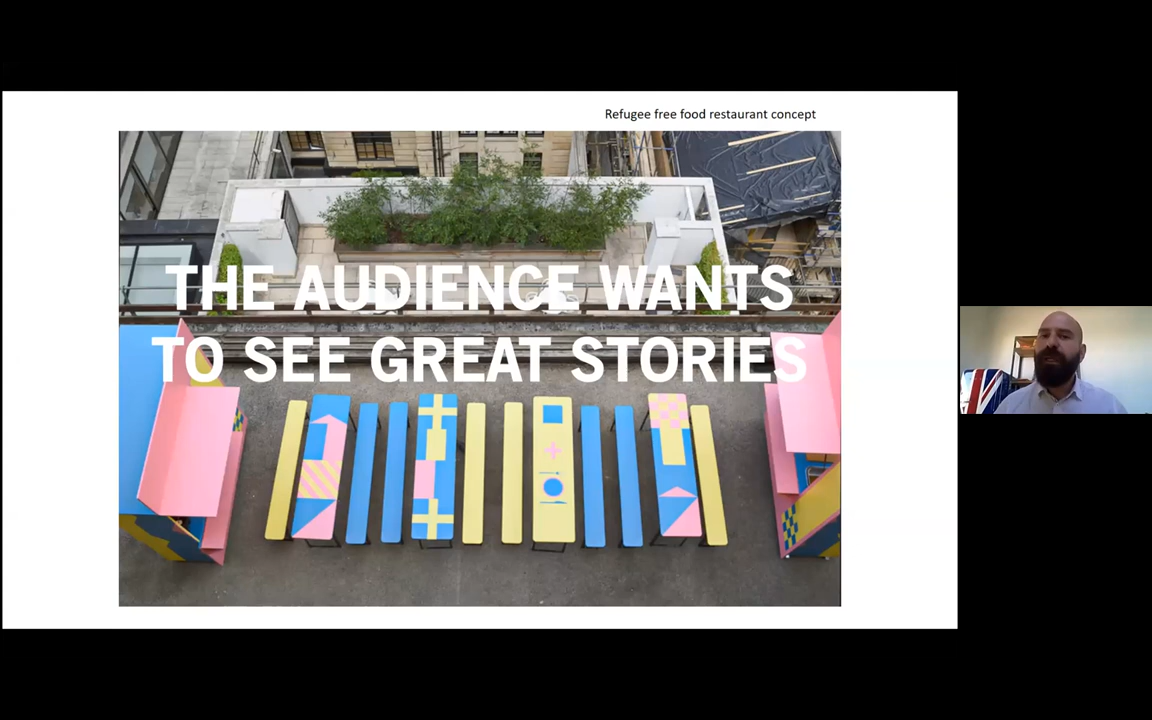 Refugee free food restaurant concept
THE AUDIENCE WANTS
TO SEE GREAT STORIES